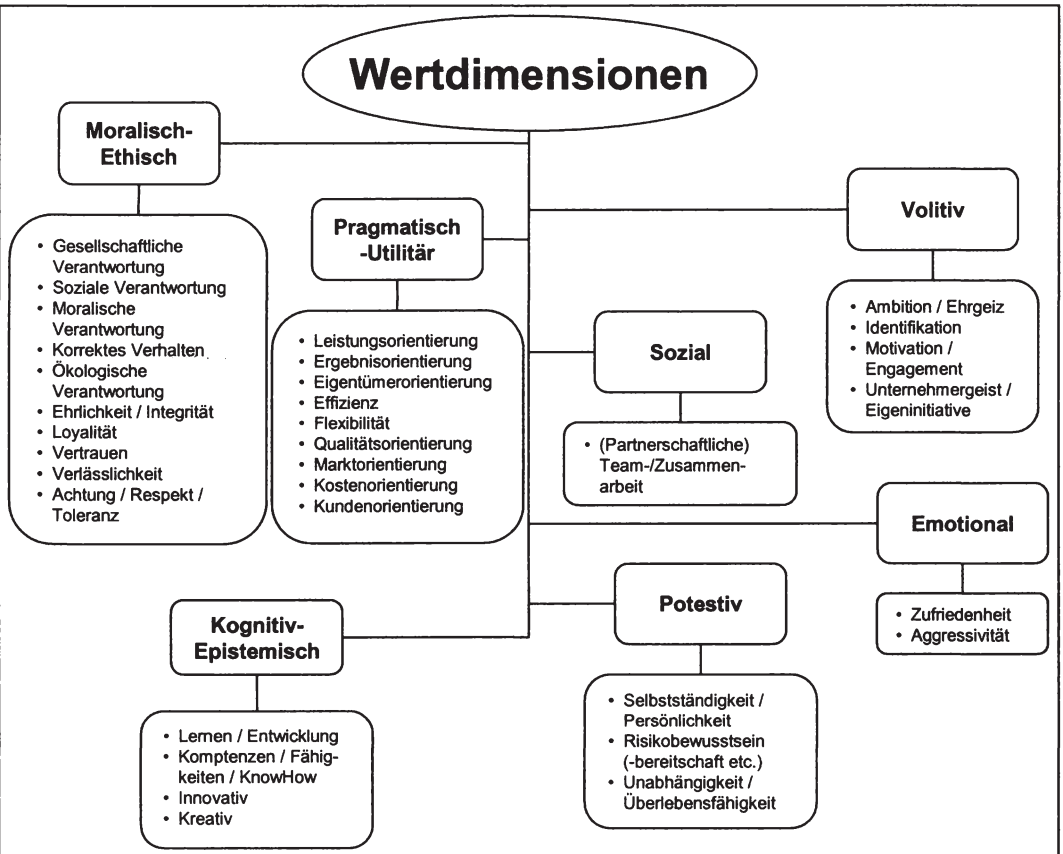 Wertdimensionen
Moralisch-
Ethisch
• Gesellschaftliche
Verantwortung
• Soziale Verantwortung
• Moralische
Verantwortung
• Korrektes Verhalten
• Ökologische
Verantwortung
• Ehrlichkeit / Integrität
• Loyalität
• Vertrauen
• Verlässlichkeit
• Achtung / Respekt /
Toleranz
Pragmatisch
-Utilitär
• Leistungsorientierung
• Ergebnisorientierung
• Eigentümerorientierung
• Effizienz
• Flexibilität
• Qualitätsorientierung
• Marktorientierung
• Kostenorientierung
• Kundenorientierung
Volitiv
• Ambition / Ehrgeiz
• Identifikation
• Motivation /
Engagement
• Unternehmergeist /
Eigeninitiative
Sozial
• (Partnerschaftliche)
Team-/Zusammen-
arbeit
Emotional
• Zufriedenheit
• Aggressivität
Potestiv
• Selbstständigkeit /
Persönlichkeit
• Risikobewusstsein
(-bereitschaft etc.)
• Unabhängigkeit /
Überlebensfähigkeit
Kognitiv-
Epistemisch
• Lernen / Entwicklung
• Komptenzen / Fähig-
keiten / KnowHow
• Innovativ
• Kreativ